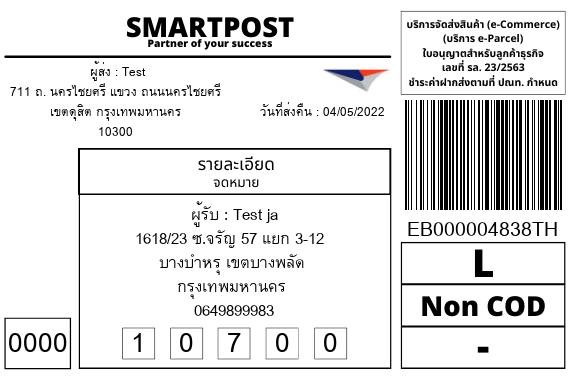 SMARTPOST
Partner of your success
ผู้ส่ง : Test
711 ถ. นครไชยศรี แขวง ถนนนครไชยศรี
เขตดุสิต กรุงเทพมหานคร
10300
วันที่ส่งคืน : 04/05/2022
บริการจัดส่งสินค้า (e-Commerce)
(บริการ e-Parcel)
ใบอนุญาตสำหรับลูกค้าธุรกิจ
เลขที่ รล. 23/2563
ชำระค่าฝากส่งตามที่ ปณท. กำหนด
EB000004838TH
L
Non COD
-
รายละเอียด
จดหมาย
ผู้รับ : Test ja
1618/23 ซ.จรัญ 57 แยก 3-12
บางบำหรุ เขตบางพลัด
กรุงเทพมหานคร
0649899983
0000
1 0 7 0 0